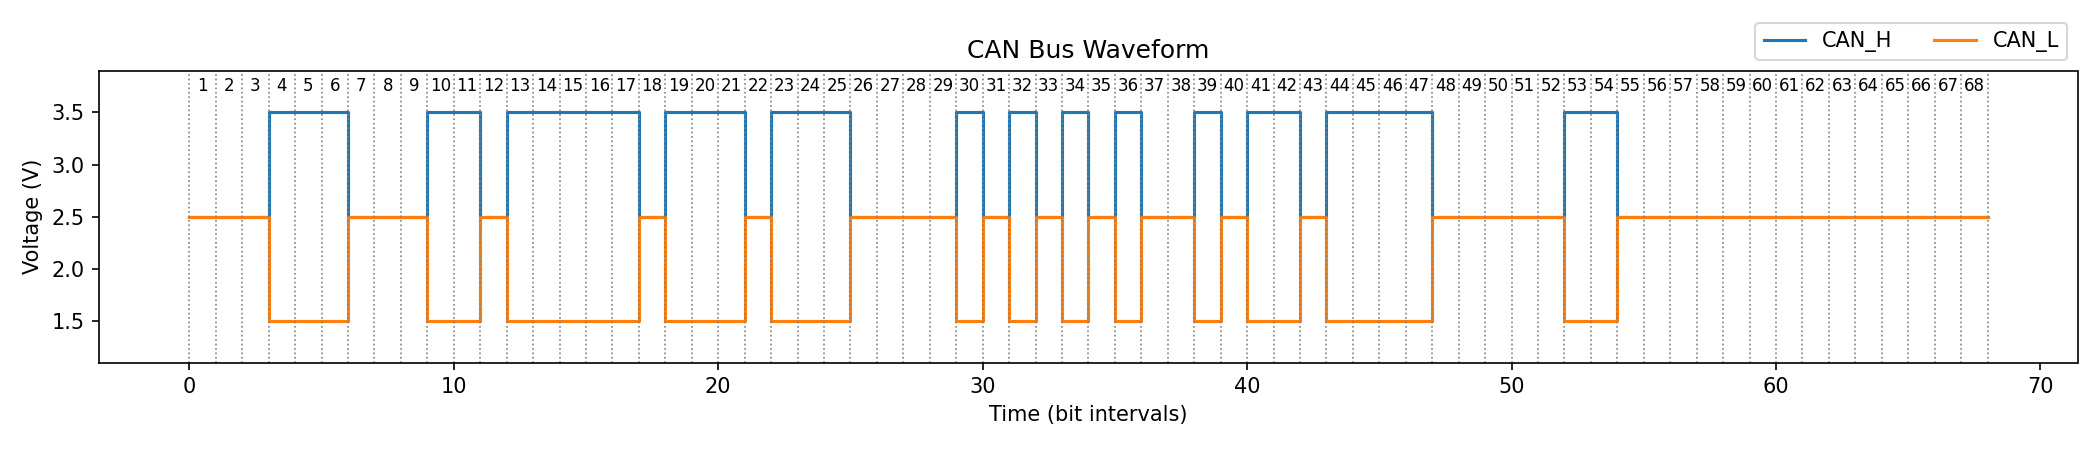 CAN_H CAN_L
CAN Bus Waveform
1 2 3 4 5 6 7 8 9 10 11 12 13 14 15 16 17 18 19 20 21 22 23 24 25 26 27 28 29 30 31 32 33 34 35 36 37 38 39 40 41 42 43 44 45 46 47 48 49 50 51 52 53 54 55 56 57 58 59 60 61 62 63 64 65 66 67 68
3.5
3.0
2.5
2.0
1.5
Voltage (V)
0 10 20 30 40 50 60 70
Time (bit intervals)